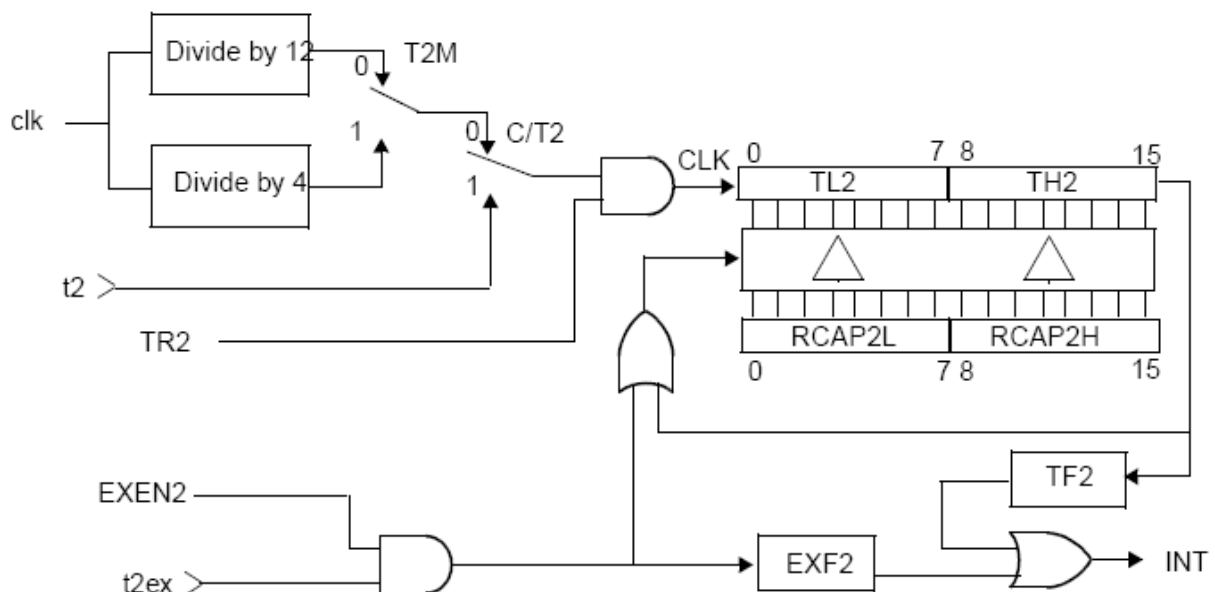 Divide by 12
0
T2M
clk
1
0
C/T2
Divide by 4
1
CLK
0
7 8
15
TL2
TH2
t2
TR2
RCAP2L
RCAP2H
0
7 8
15
EXEN2
TF2
t2ex
EXF2
INT